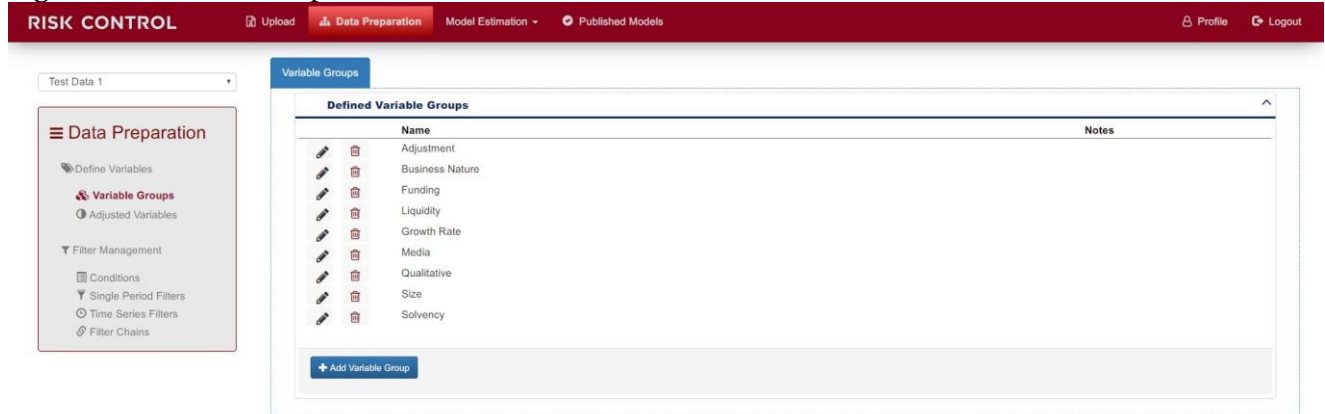 RISK CONTROL Upload Data Preparation Model Estimation Published Models Profile Logout
Test Data 1
Variable Groups
Defined Variable Groups
Data Preparation
Define Variables
Variable Groups
Adjusted Variables
Filter Management
Conditions
Single Period Filters
Time Series Filters
Filter Chains
Name Notes
Adjustment
Business Nature
Funding
Liquidity
Growth Rate
Media
Qualitative
Size
Solvency
Add Variable Group